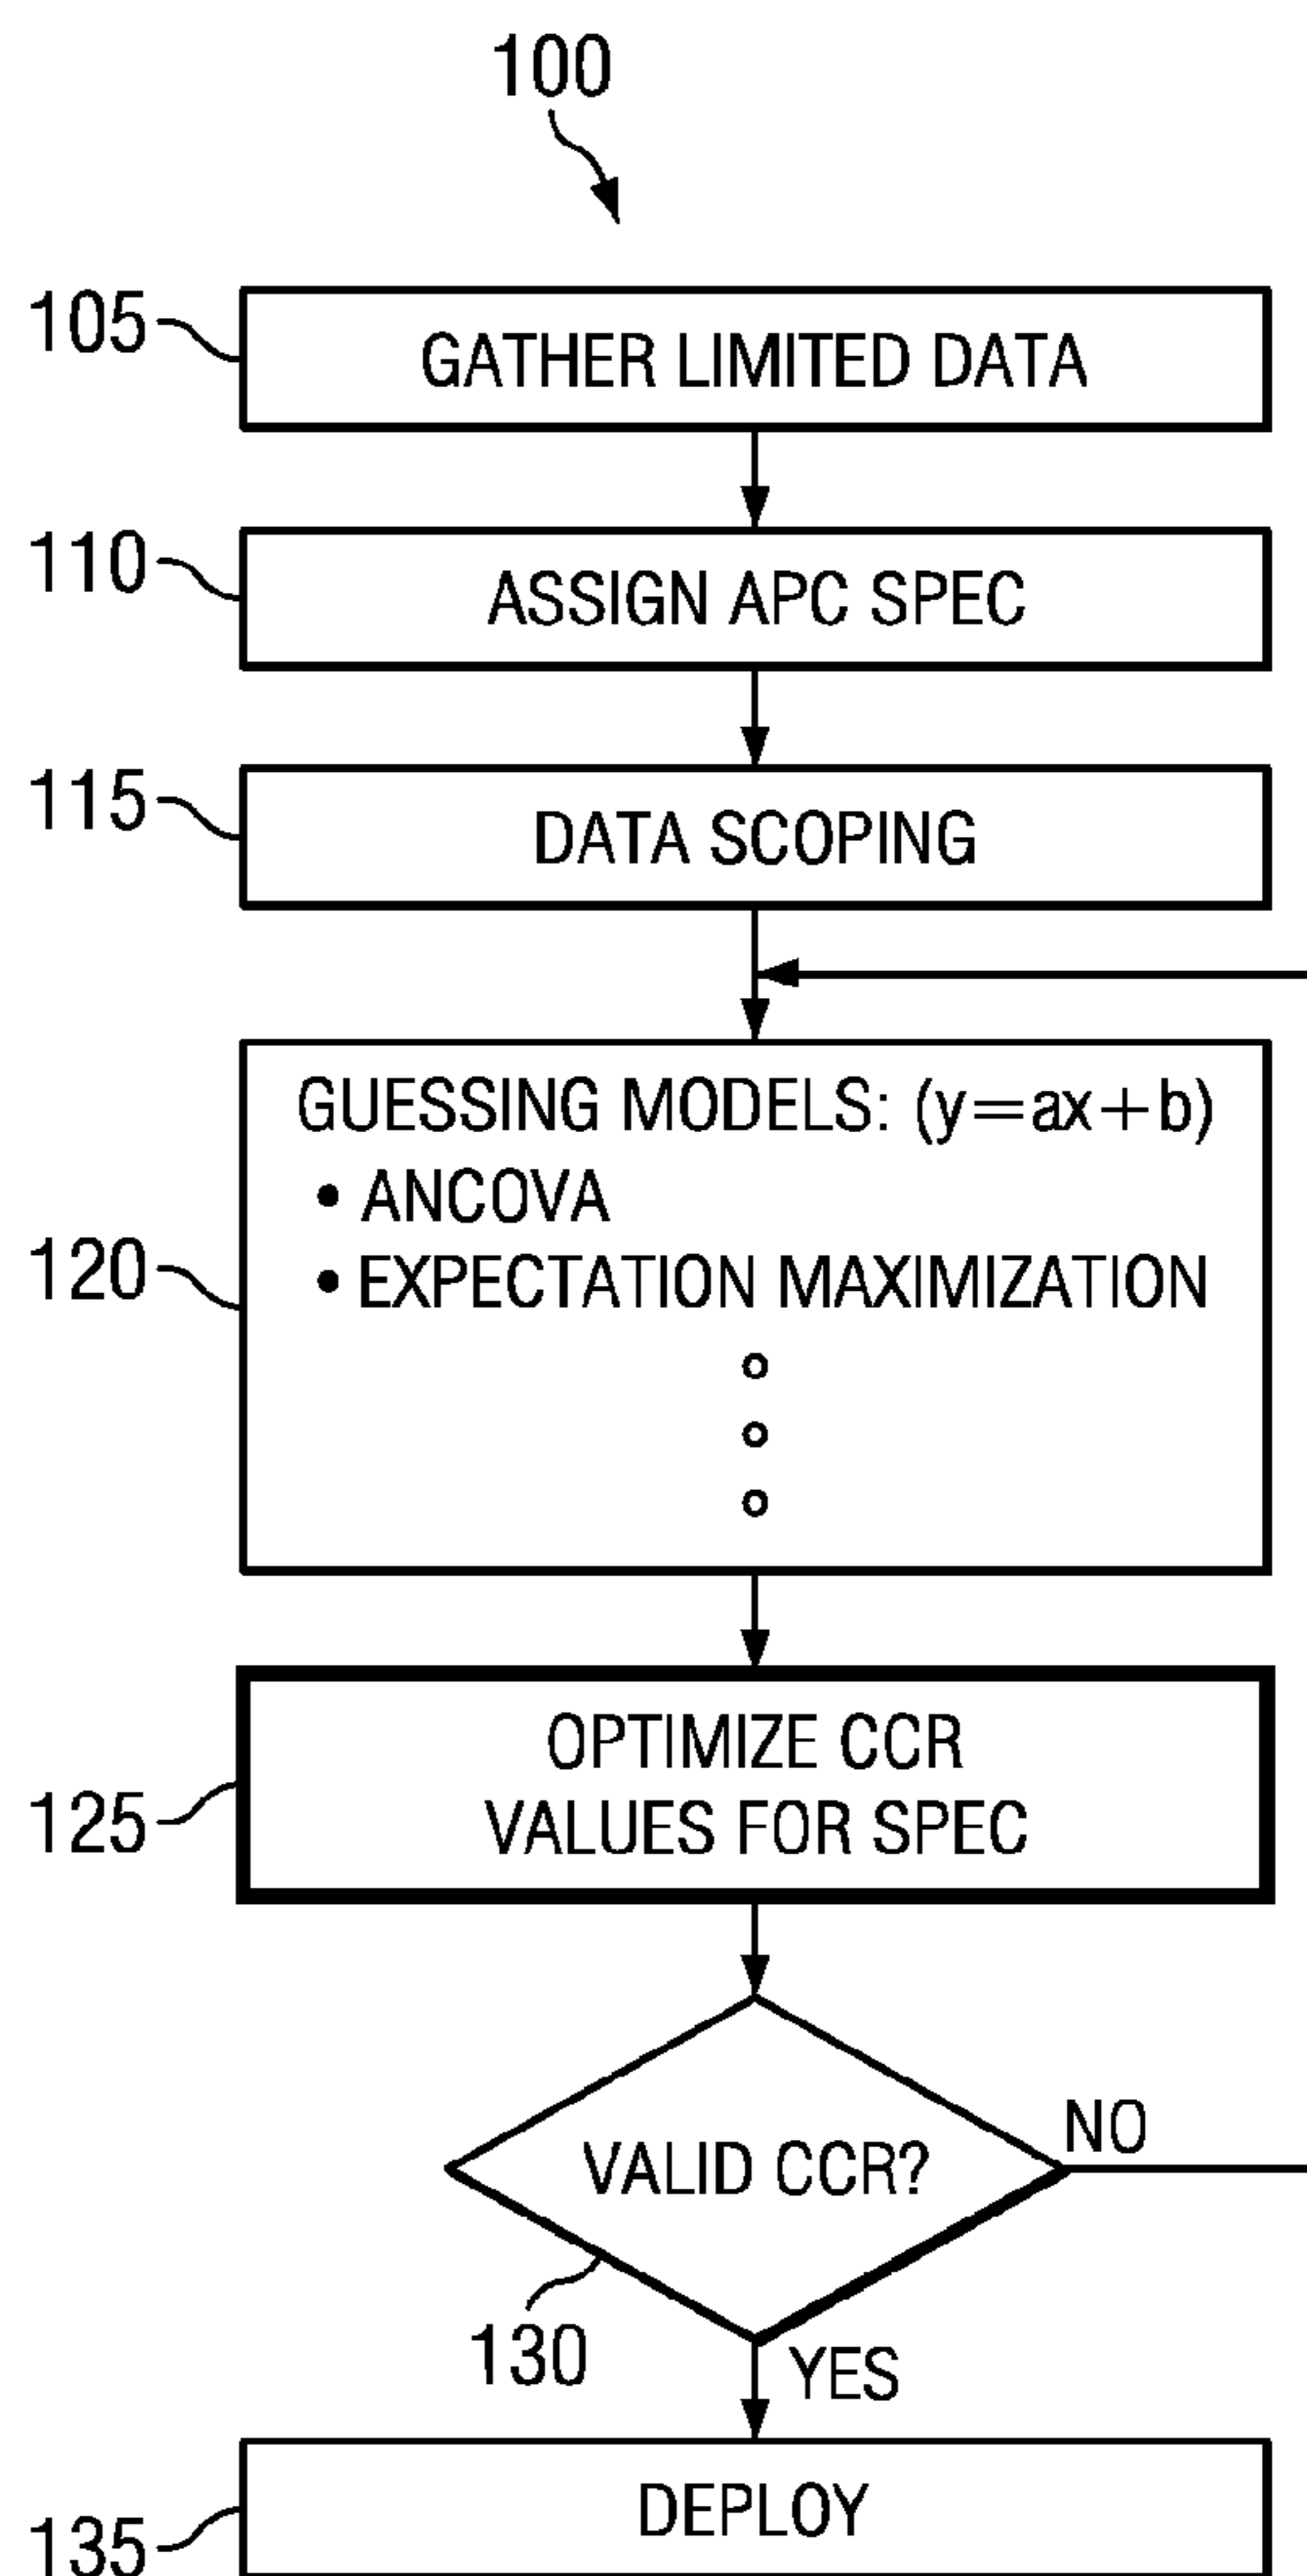 100
105
GATHER LIMITED DATA
110
ASSIGN APC SPEC
115
DATA SCOPING
120
GUESSING MODELS: (y=ax+b)
• ANCOVA
• EXPECTATION MAXIMIZATION
125
OPTIMIZE CCR
VALUES FOR SPEC
VALID CCR?
NO
130
YES
135
DEPLOY